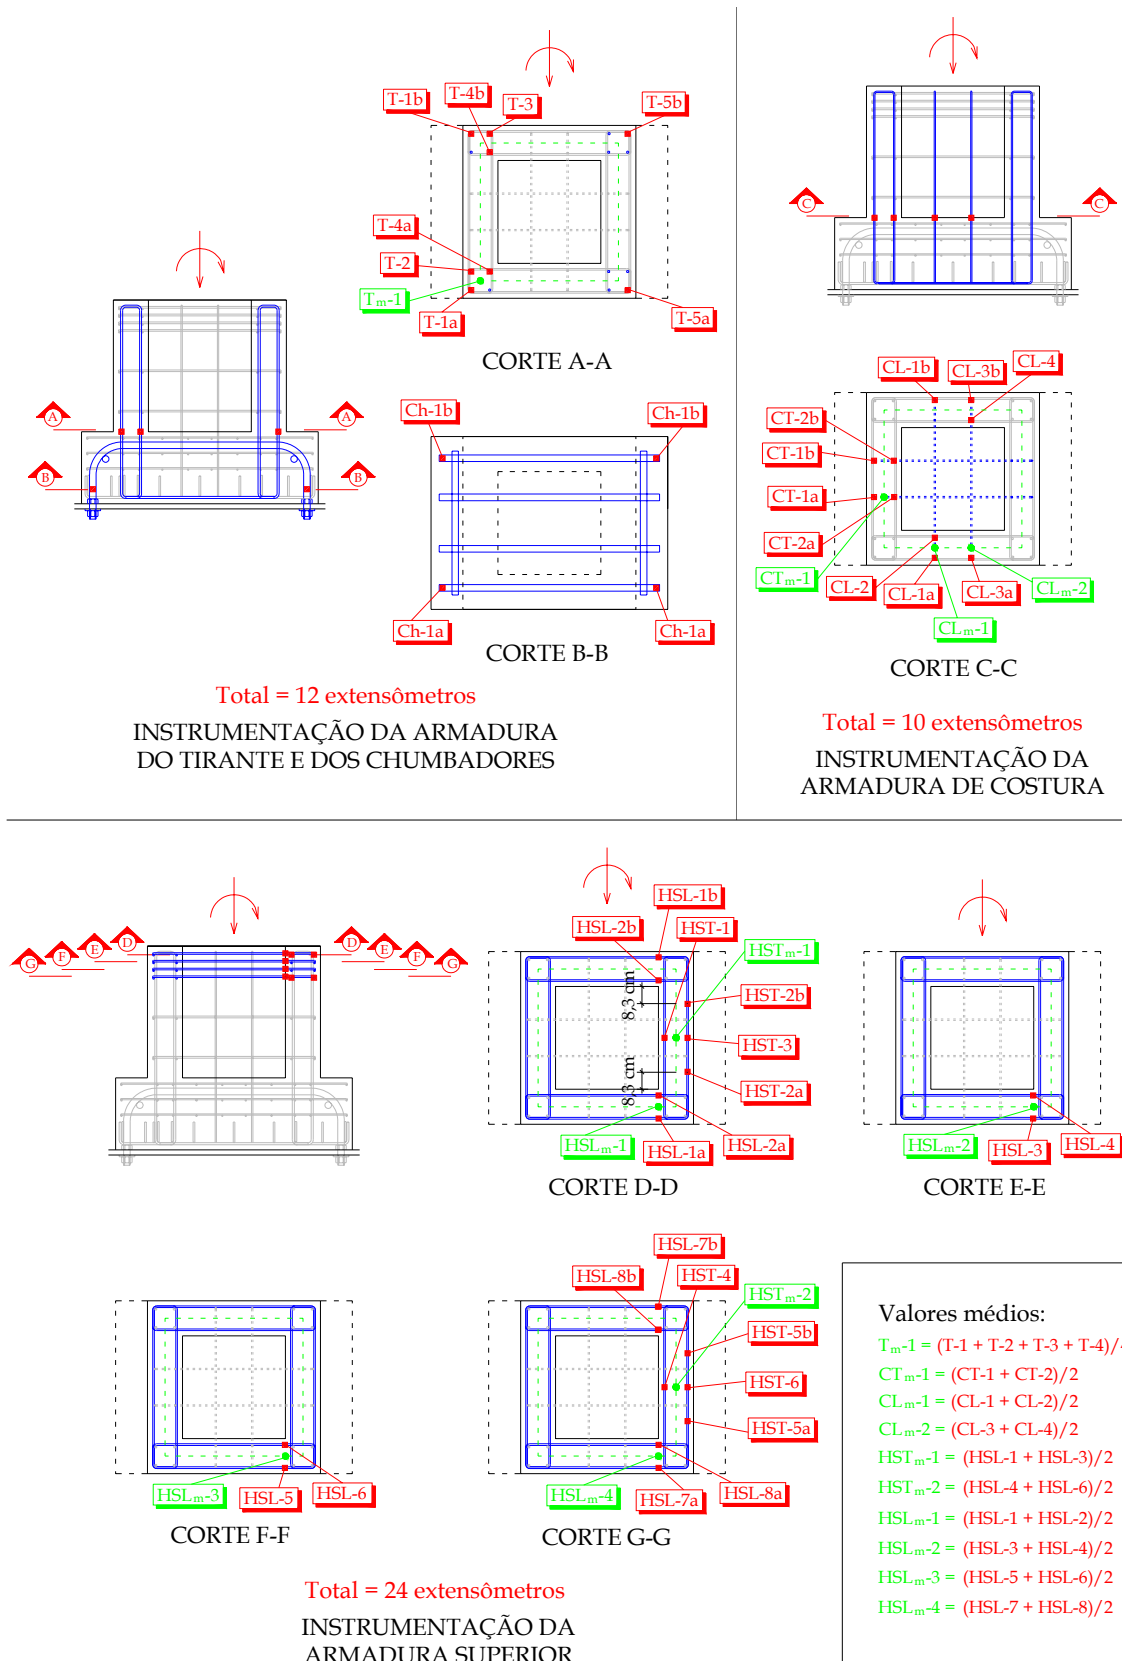 T-1b
T-4b
T-3
T-5b
T-4a
T-2
Tm-1
T-1a
T-5a
CORTE A-A
A
A
B
B
Ch-1b
Ch-1b
Ch-1a
Ch-1a
CORTE B-B
Total = 12 extensômetros
INSTRUMENTAÇÃO DA ARMADURA
DO TIRANTE E DOS CHUMBADORES
C
C
CL-1b
CL-3b
CL-4
CT-2b
CT-1b
CT-1a
CT-2a
CTm-1
CL-2
CL-1a
CL-3a
CLm-2
CLm-1
CORTE C-C
Total = 10 extensômetros
INSTRUMENTAÇÃO DA
ARMADURA DE COSTURA
G
F
E
D
D
E
F
G
HSL-1b
HSL-2b
HST-1
HSTm-1
8,3 cm
HST-2b
HST-3
8,3 cm
HST-2a
HSLm-1
HSL-1a
HSL-2a
CORTE D-D
HSLm-2
HSL-3
HSL-4
CORTE E-E
HSLm-3
HSL-5
HSL-6
CORTE F-F
HSL-7b
HSL-8b
HST-4
HSTm-2
HST-5b
HST-6
HST-5a
HSLm-4
HSL-7a
HSL-8a
CORTE G-G
Total = 24 extensômetros
INSTRUMENTAÇÃO DA
ARMADURA SUPERIOR
Valores médios:
Tm-1 = (T-1 + T-2 + T-3 + T-4)/
CTm-1 = (CT-1 + CT-2)/2
CLm-1 = (CL-1 + CL-2)/2
CLm-2 = (CL-3 + CL-4)/2
HSTm-1 = (HSL-1 + HSL-3)/2
HSTm-2 = (HSL-4 + HSL-6)/2
HSLm-1 = (HSL-1 + HSL-2)/2
HSLm-2 = (HSL-3 + HSL-4)/2
HSLm-3 = (HSL-5 + HSL-6)/2
HSLm-4 = (HSL-7 + HSL-8)/2